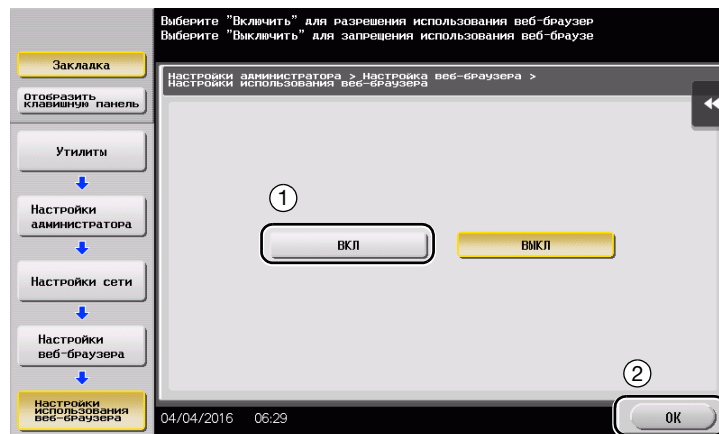 Выберите "Включить" для разрешения использования веб-браузер
Выберите "Выключить" для запрещения использования веб-браузе
Закладка
Отобразить
клавишную панель
Настройки администратора > Настройка веб-браузера >
Настройки использования веб-браузера
Утилиты
1
Настройки
администратора
ВКЛ
ВЫКЛ
Настройки сети
Настройки
веб-браузера
2
Настройки
использования
веб-браузера
04/04/2016 06:29
OK